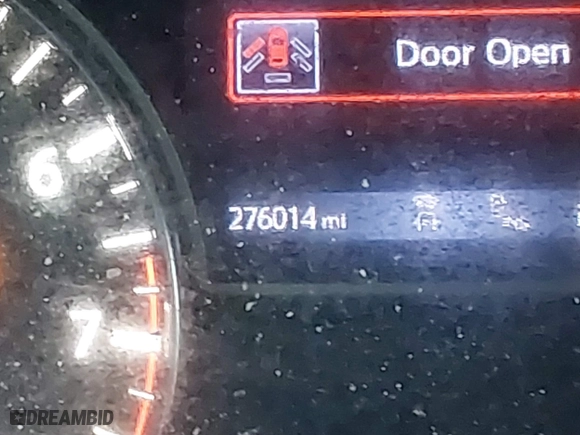 Door Open
6
276014 mi
7
DREAMBID